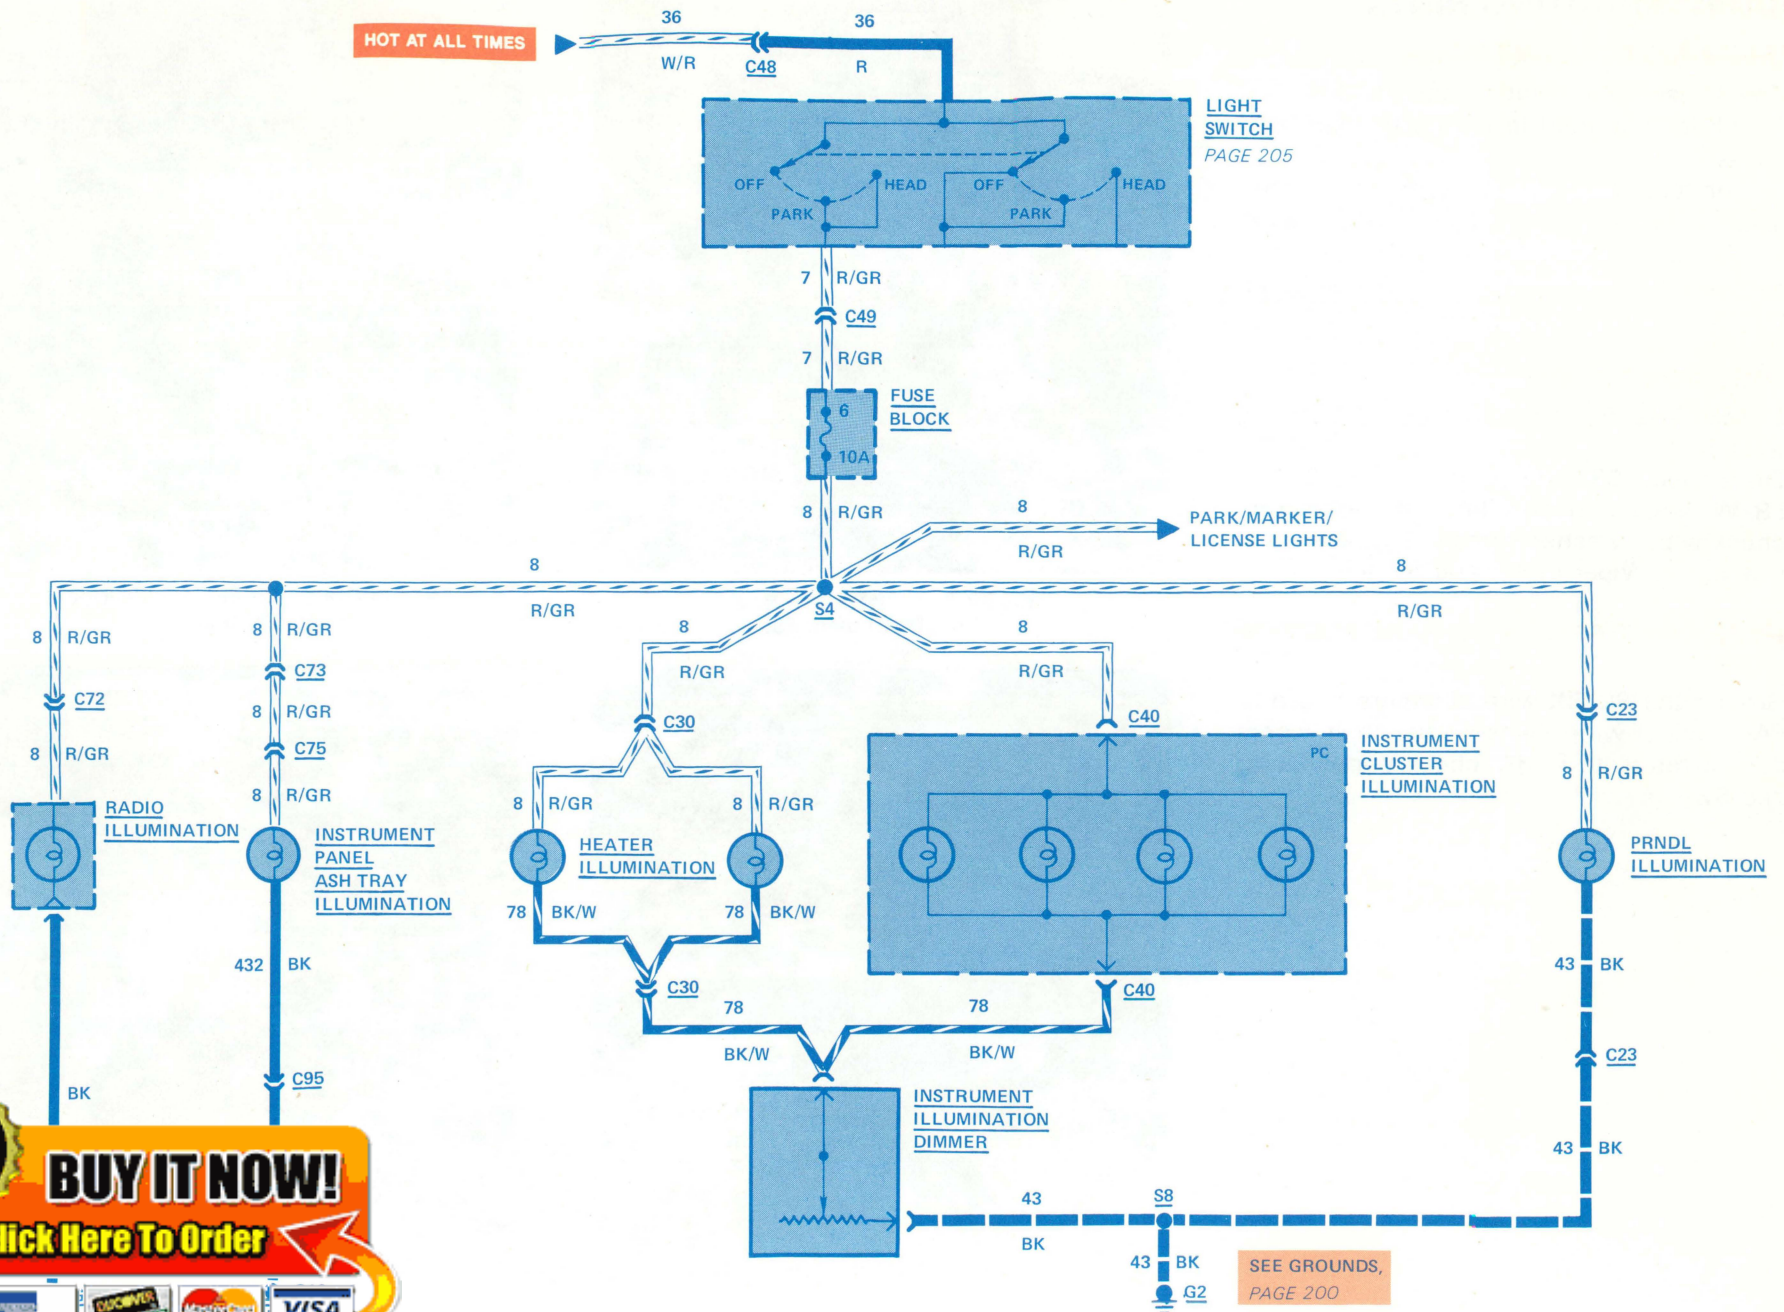 36
36
HOT AT ALL TIMES
W/R
C48
R
LIGHT
SWITCH
PAGE 205
OFF
HEAD
OFF
HEAD
PARK
PARK
7 R/GR
C49
7 R/GR
FUSE
BLOCK
6
10A
8 R/GR
8
R/GR
PARK/MARKER/
LICENSE LIGHTS
8
R/GR
S4
8
R/GR
8 R/GR
8 R/GR
8
R/GR
8
R/GR
C73
C72
8 R/GR
C30
C40
C23
8 R/GR
C75
PC
INSTRUMENT
CLUSTER
ILLUMINATION
8 R/GR
8 R/GR
8 R/GR
8 R/GR
RADIO
ILLUMINATION
INSTRUMENT
PANEL
ASH TRAY
ILLUMINATION
HEATER
ILLUMINATION
PRNDL
ILLUMINATION
78 BK/W
78 BK/W
432 BK
43 BK
C30
C40
78
BK/W
78
BK/W
C23
C95
BK
INSTRUMENT
ILLUMINATION
DIMMER
43 BK
BUY IT NOW!
lick Here To Order
43
BK
S8
43 BK
G2
SEE GROUNDS,
PAGE 200
DISCOVER
MasterCard
VISA